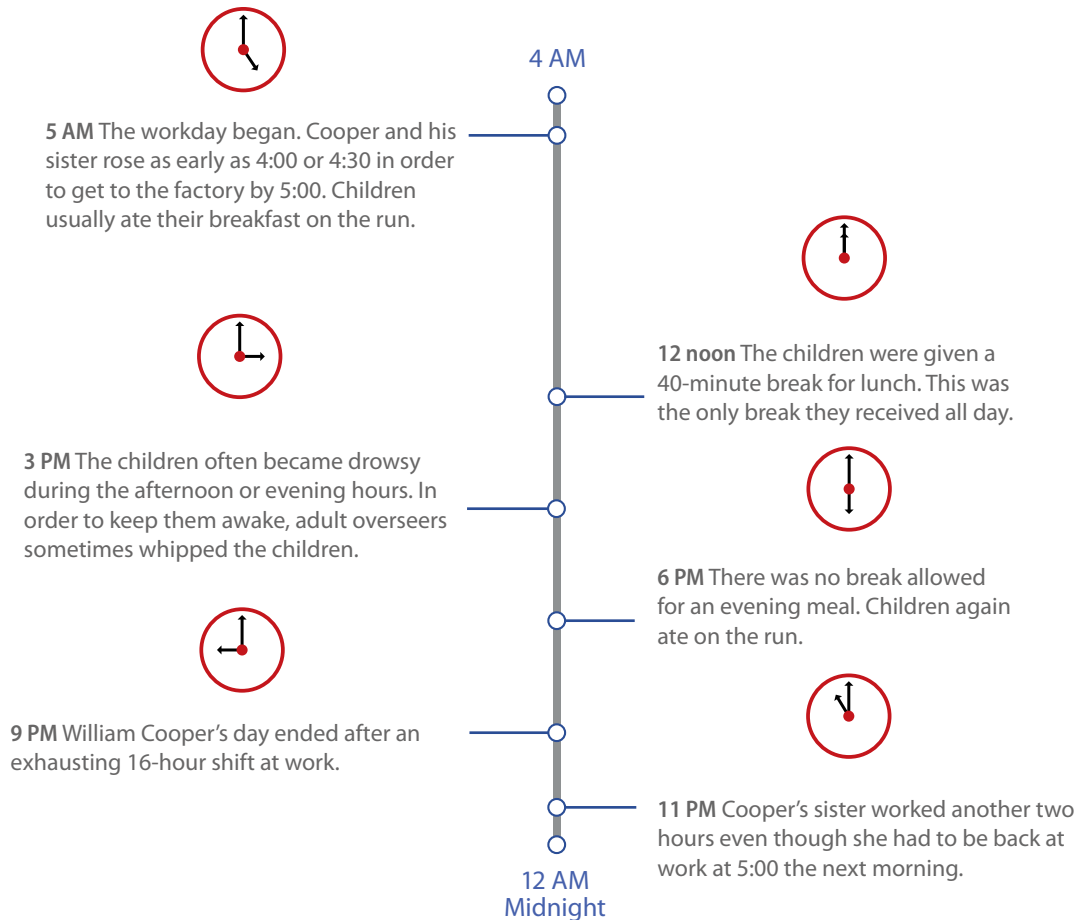 4 AM
5 AM The workday began. Cooper and his
sister rose as early as 4:00 or 4:30 in order
to get to the factory by 5:00. Children
usually ate their breakfast on the run.
12 noon The children were given a
40-minute break for lunch. This was
the only break they received all day.
3 PM The children often became drowsy
during the afternoon or evening hours. In
order to keep them awake, adult overseers
sometimes whipped the children.
6 PM There was no break allowed
for an evening meal. Children again
ate on the run.
9 PM William Cooper’s day ended after an
exhausting 16-hour shift at work.
11 PM Cooper’s sister worked another two
hours even though she had to be back at
work at 5:00 the next morning.
12 AM
Midnight